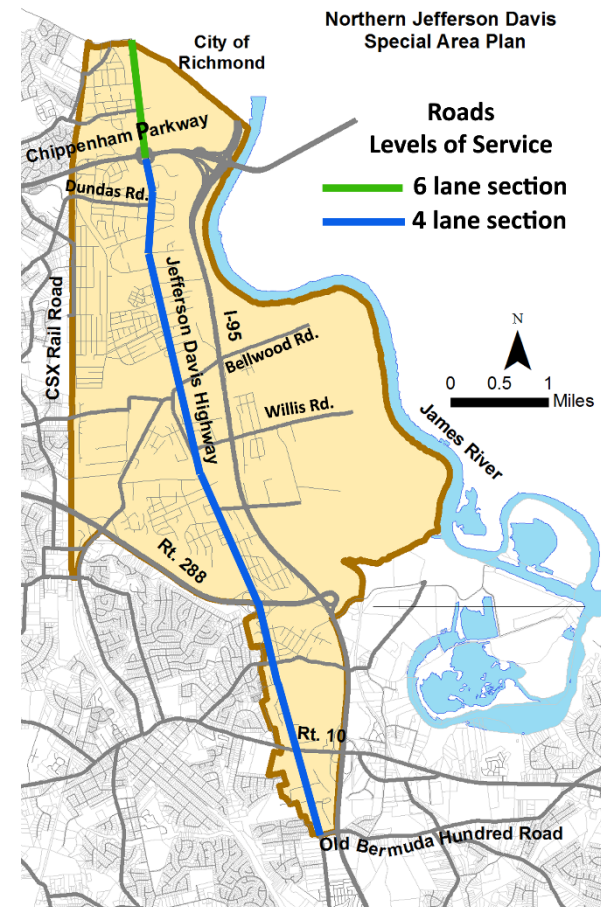 Northern Jefferson Davis
Special Area Plan
City of
Richmond
Roads
Levels of Service
6 lane section
4 lane section
Chippenham Parkway
Dundas Rd.
Jefferson Davis Highway
I-95
CSX Rail Road
Bellwood Rd.
Willis Rd.
N
0 0.5 1
Miles
James River
Rt. 288
Rt. 10
Old Bermuda Hundred Road